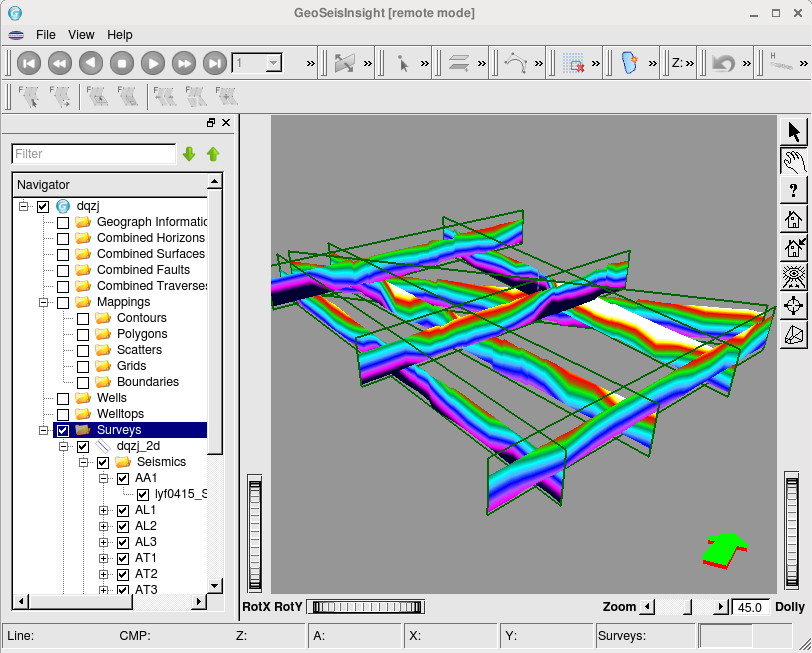 GeoSeisInsight [remote mode]
File View Help
1 » » » » » » » Z: » » H »
F F F F F F F
Filter
Navigator
dqzj
Geograph Informatic
Combined Horizons
Combined Surfaces
Combined Faults
Combined Traverses
Mappings
Contours
Polygons
Scatters
Grids
Boundaries
Wells
Welltops
Surveys
dqzj_2d
Seismics
AA1
lyf0415_S
AL1
AL2
AL3
AT1
AT2
AT3
?
RotX RotY Zoom 45.0 Dolly
Line: CMP: Z: A: X: Y: Surveys: